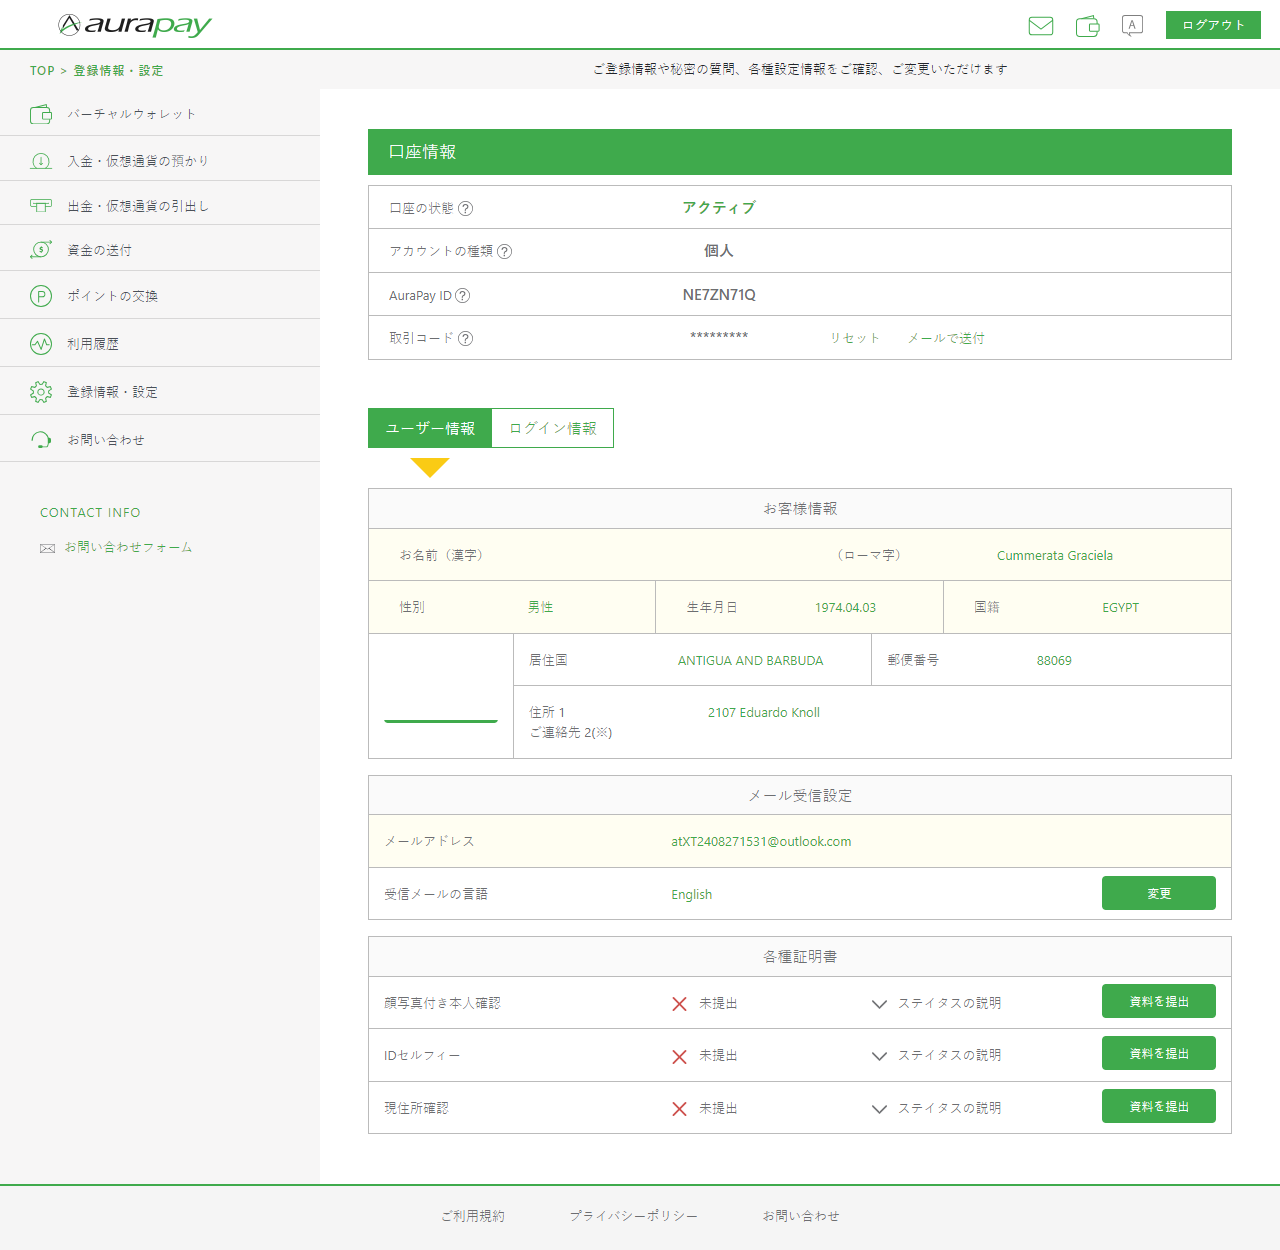 aurapay
A
ログアウト
TOP > 登録情報・設定
ご登録情報や秘密の質問、各種設定情報をご確認、ご変更いただけます
バーチャルウォレット
入金・仮想通貨の預かり
出金・仮想通貨の引出し
資金の送付
ポイントの交換
利用履歴
登録情報・設定
お問い合わせ
CONTACT INFO
お問い合わせフォーム
口座情報
口座の状態 ? アクティブ
アカウントの種類 ? 個人
AuraPay ID ? NE7ZN71Q
取引コード ? ********* リセット メールで送付
ユーザー情報 ログイン情報
お客様情報
お名前（漢字） （ローマ字） Cummerata Graciela
性別 男性 生年月日 1974.04.03 国籍 EGYPT
居住国 ANTIGUA AND BARBUDA 郵便番号 88069
住所 1 2107 Eduardo Knoll
ご連絡先 2(※)
メール受信設定
メールアドレス atXT2408271531@outlook.com
受信メールの言語 English 変更
各種証明書
顔写真付き本人確認 未提出 ステイタスの説明 資料を提出
IDセルフィー 未提出 ステイタスの説明 資料を提出
現住所確認 未提出 ステイタスの説明 資料を提出
ご利用規約 プライバシーポリシー お問い合わせ